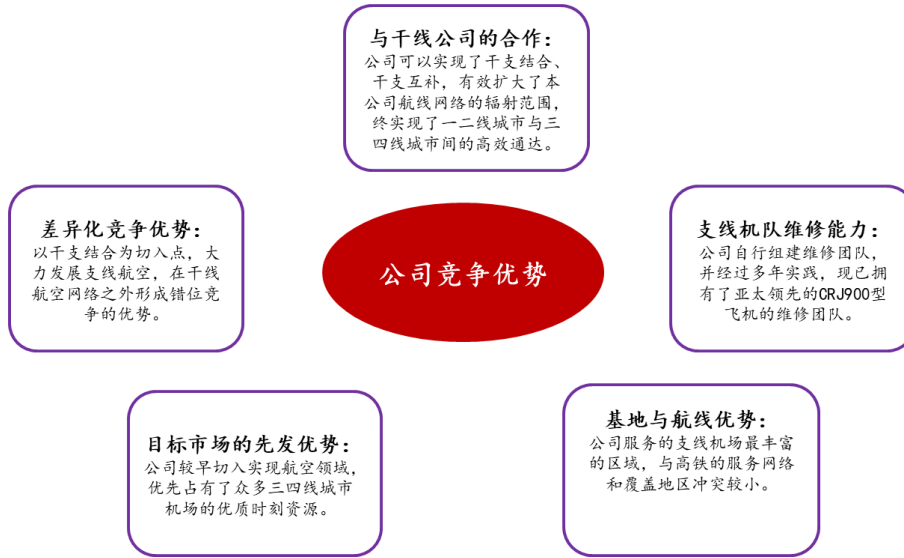 与干线公司的合作：
公司可以实现了干支结合、
干支互补，有效扩大了本
公司航线网络的辐射范围，
终实现了一二线城市与三
四线城市间的高效通达。
差异化竞争优势：
以干支结合为切入点，大
力发展支线航空，在干线
航空网络之外形成错位竞
争的优势。
公司竞争优势
支线机队维修能力：
公司自行组建维修团队，
并经过多年实践，现已拥
有了亚太领先的CRJ900型
飞机的维修团队。
目标市场的先发优势：
公司较早切入实现航空领域，
优先占有了众多三四线城市
机场的优质时刻资源。
基地与航线优势：
公司服务的支线机场最丰富
的区域，与高铁的服务网络
和覆盖地区冲突较小。